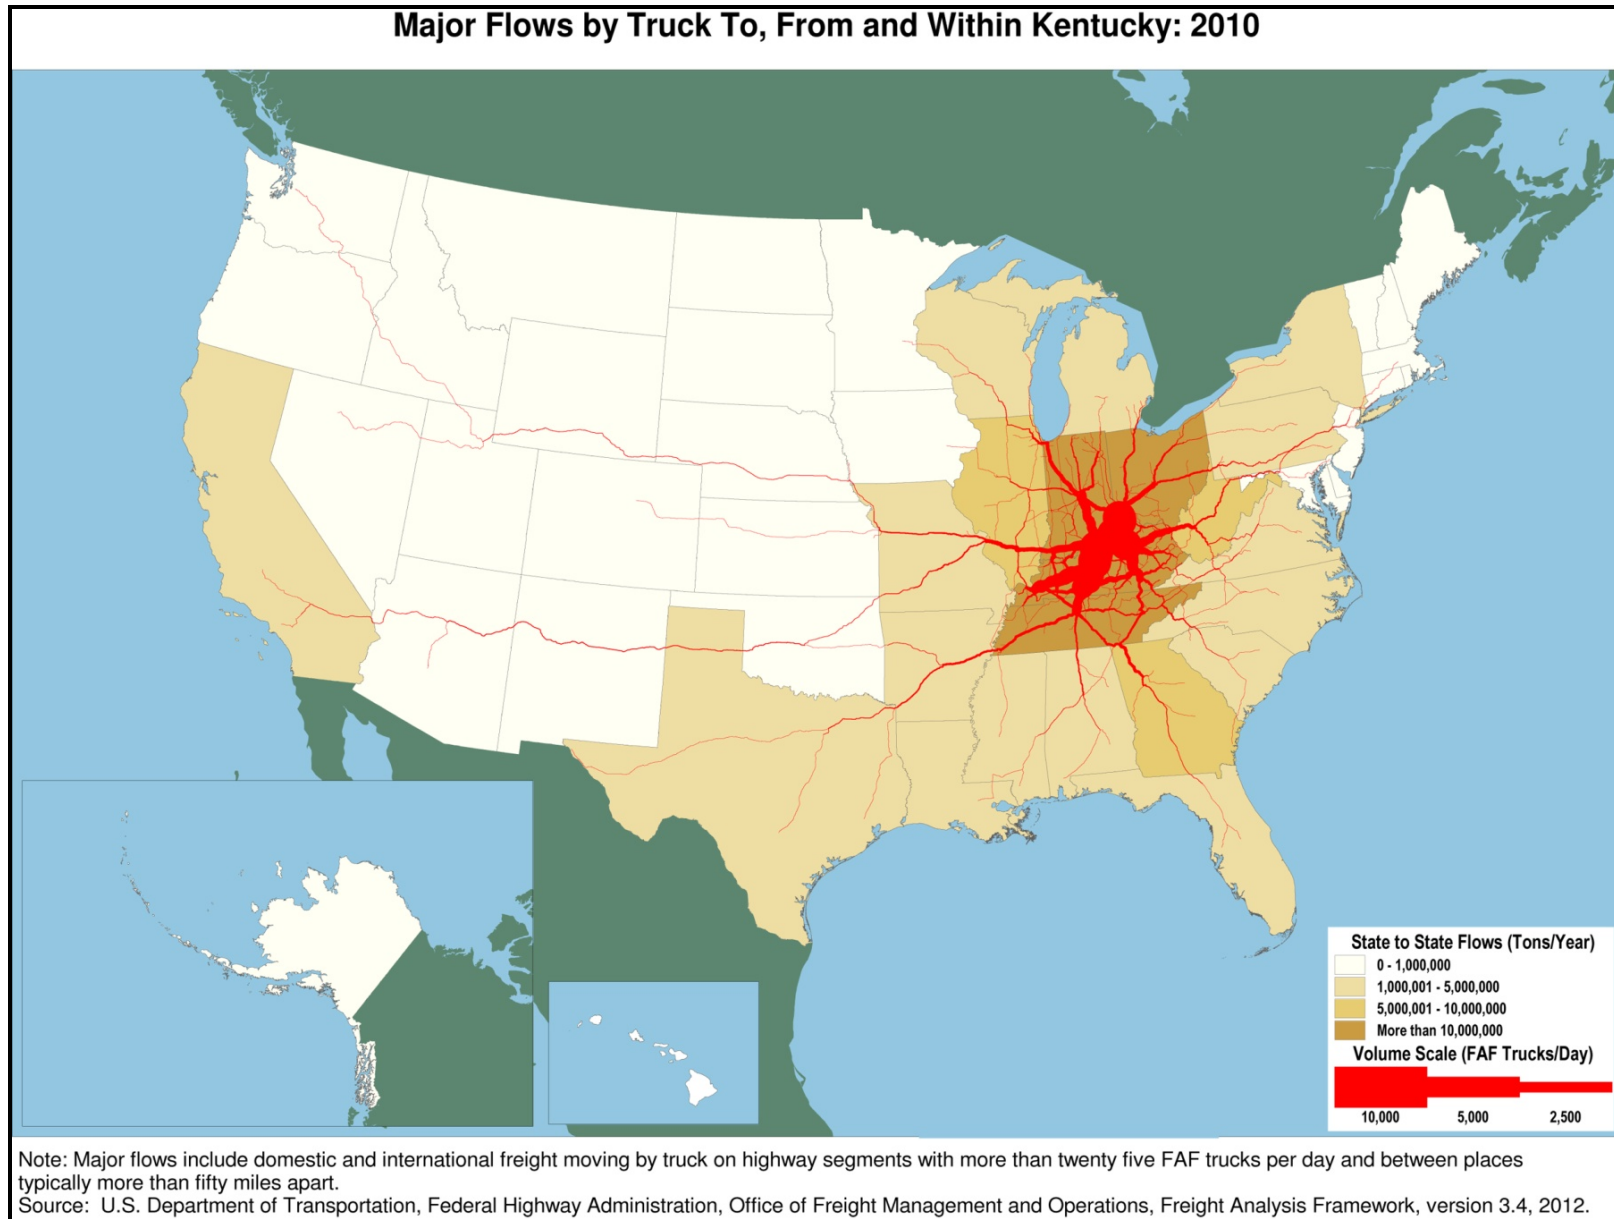 Major Flows by Truck To, From and Within Kentucky: 2010
State to State Flows (Tons/Year)
0 - 1,000,000
1,000,001 - 5,000,000
5,000,001 - 10,000,000
More than 10,000,000
Volume Scale (FAF Trucks/Day)
10,000 5,000 2,500
Note: Major flows include domestic and international freight moving by truck on highway segments with more than twenty five FAF trucks per day and between places
typically more than fifty miles apart.
Source: U.S. Department of Transportation, Federal Highway Administration, Office of Freight Management and Operations, Freight Analysis Framework, version 3.4, 2012.